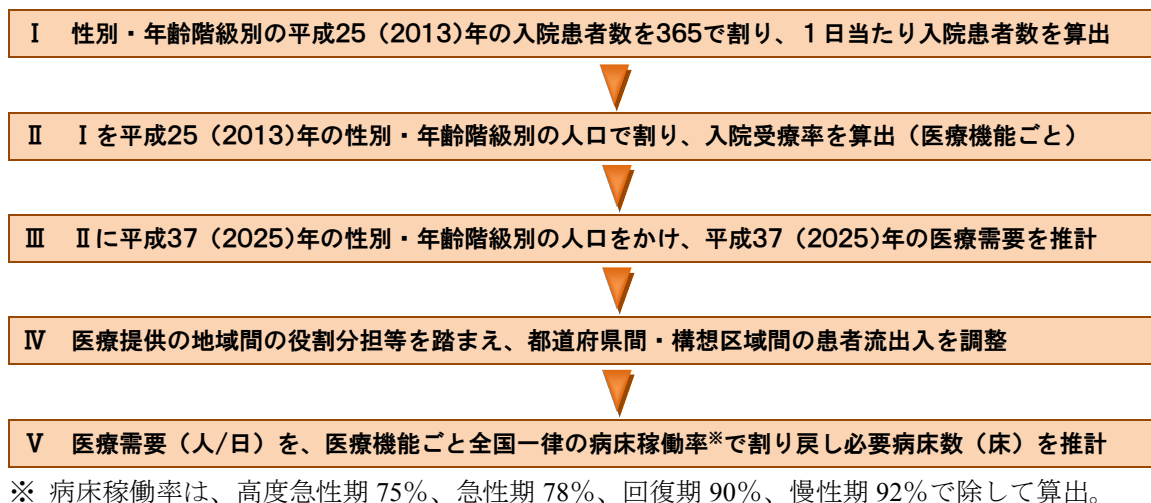 Ⅰ 性別・年齢階級別の平成25（2013)年の入院患者数を365で割り、１日当たり入院患者数を算出
Ⅱ Ⅰを平成25（2013)年の性別・年齢階級別の人口で割り、入院受療率を算出（医療機能ごと）
Ⅲ Ⅱに平成37（2025)年の性別・年齢階級別の人口をかけ、平成37（2025)年の医療需要を推計
Ⅳ 医療提供の地域間の役割分担等を踏まえ、都道府県間・構想区域間の患者流出入を調整
Ⅴ 医療需要（人/日）を、医療機能ごと全国一律の病床稼働率※で割り戻し必要病床数（床）を推計
※ 病床稼働率は、高度急性期 75%、急性期 78%、回復期 90%、慢性期 92%で除して算出。